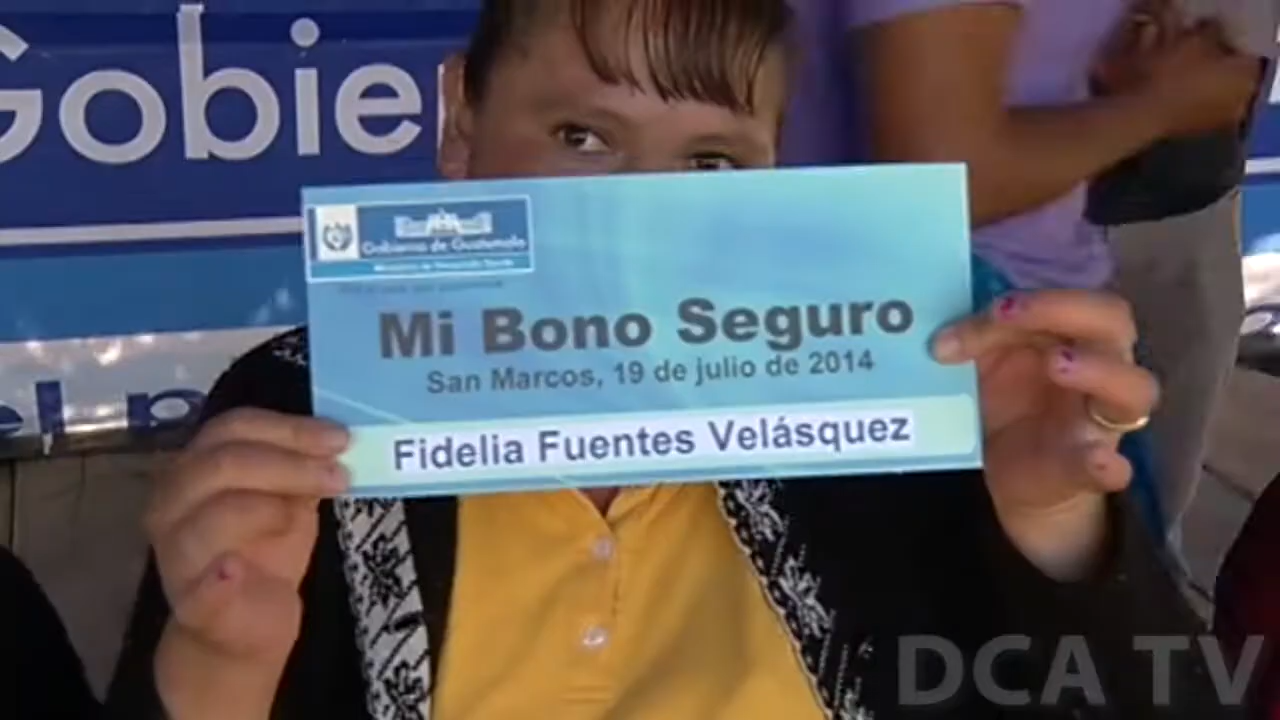 Gobie
Gobierno de Guatemala
Mi Bono Seguro
San Marcos, 19 de julio de 2014
Fidelia Fuentes Velásquez
el p
DCA TV